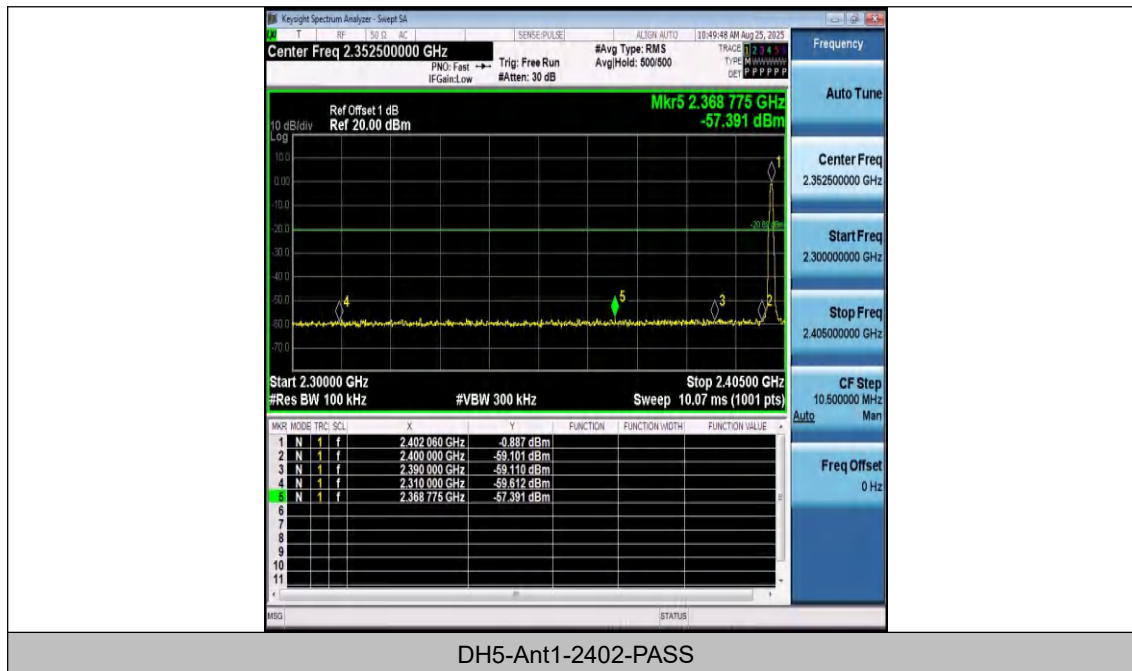 Keysight Spectrum Analyzer - Swept SA
T RF 50 Ω AC SENSE:PULSE ALIGN AUTO 10:49:48 AM Aug 25, 2025
Center Freq 2.352500000 GHz #Avg Type: RMS TRACE 1 2 3 4 5 6
PNO: Fast Trig: Free Run Avg|Hold: 500/500 TYPE M W W W W W
IFGain:Low #Atten: 30 dB DET P P P P P P
Mkr5 2.368 775 GHz
-57.391 dBm
Ref Offset 1 dB
10 dB/div Ref 20.00 dBm
Log
10.0
0.00
-10.0
-20.0
-30.0
-40.0
-50.0
-60.0
-70.0
1
4
5
3
2
Start 2.30000 GHz Stop 2.40500 GHz
#Res BW 100 kHz #VBW 300 kHz Sweep 10.07 ms (1001 pts)
MKR MODE TRC SCL X Y FUNCTION FUNCTION WIDTH FUNCTION VALUE
1 N 1 f 2.402 060 GHz -0.887 dBm
2 N 1 f 2.400 000 GHz -59.101 dBm
3 N 1 f 2.390 000 GHz -59.110 dBm
4 N 1 f 2.310 000 GHz -59.612 dBm
5 N 1 f 2.368 775 GHz -57.391 dBm
6
7
8
9
10
11
MSG STATUS
Frequency
Auto Tune
Center Freq
2.352500000 GHz
Start Freq
2.300000000 GHz
Stop Freq
2.405000000 GHz
CF Step
10.500000 MHz
Auto Man
Freq Offset
0 Hz
DH5-Ant1-2402-PASS